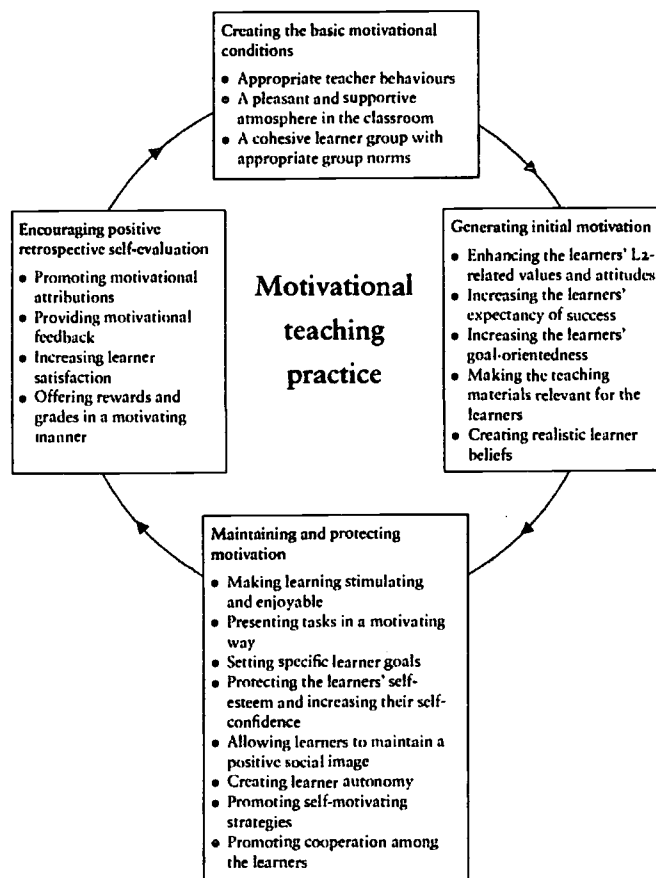 Creating the basic motivational
conditions
● Appropriate teacher behaviours
● A pleasant and supportive
atmosphere in the classroom
● A cohesive learner group with
appropriate group norms
Encouraging positive
retrospective self-evaluation
● Promoting motivational
attributions
● Providing motivational
feedback
● Increasing learner
satisfaction
● Offering rewards and
grades in a motivating
manner
Motivational
teaching
practice
Generating initial motivation
● Enhancing the learners' L2-
related values and attitudes
● Increasing the learners'
expectancy of success
● Increasing the learners'
goal-orientedness
● Making the teaching
materials relevant for the
learners
● Creating realistic learner
beliefs
Maintaining and protecting
motivation
● Making learning stimulating
and enjoyable
● Presenting tasks in a motivating
way
● Setting specific learner goals
● Protecting the learners' self-
esteem and increasing their self-
confidence
● Allowing learners to maintain a
positive social image
● Creating learner autonomy
● Promoting self-motivating
strategies
● Promoting cooperation among
the learners